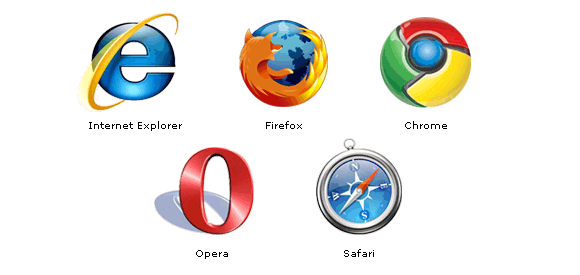 Internet Explorer
Firefox
Chrome
Opera
Safari